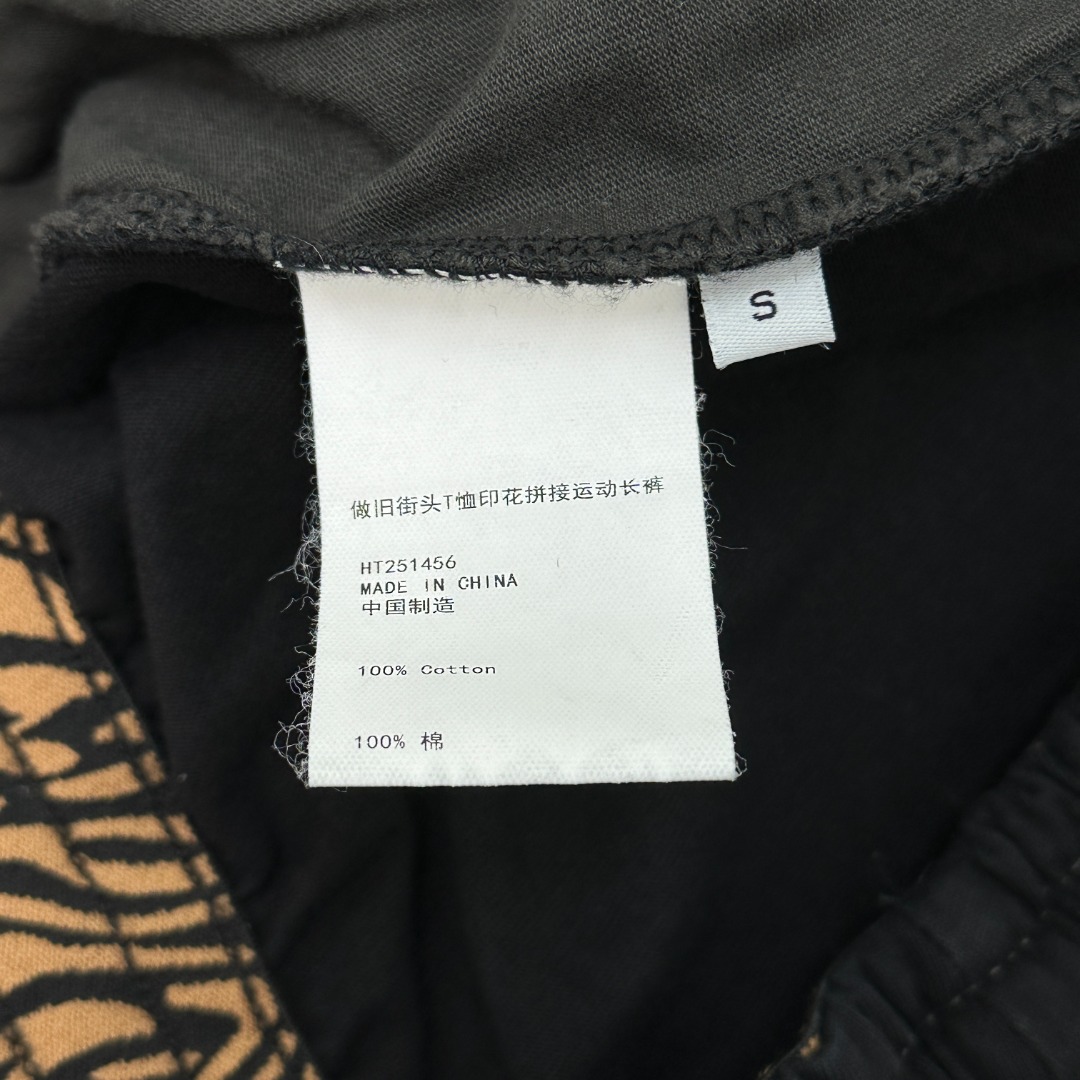 S
做旧街头T恤印花拼接运动长裤
HT251456
MADE IN CHINA
中国制造
100% Cotton
100% 棉